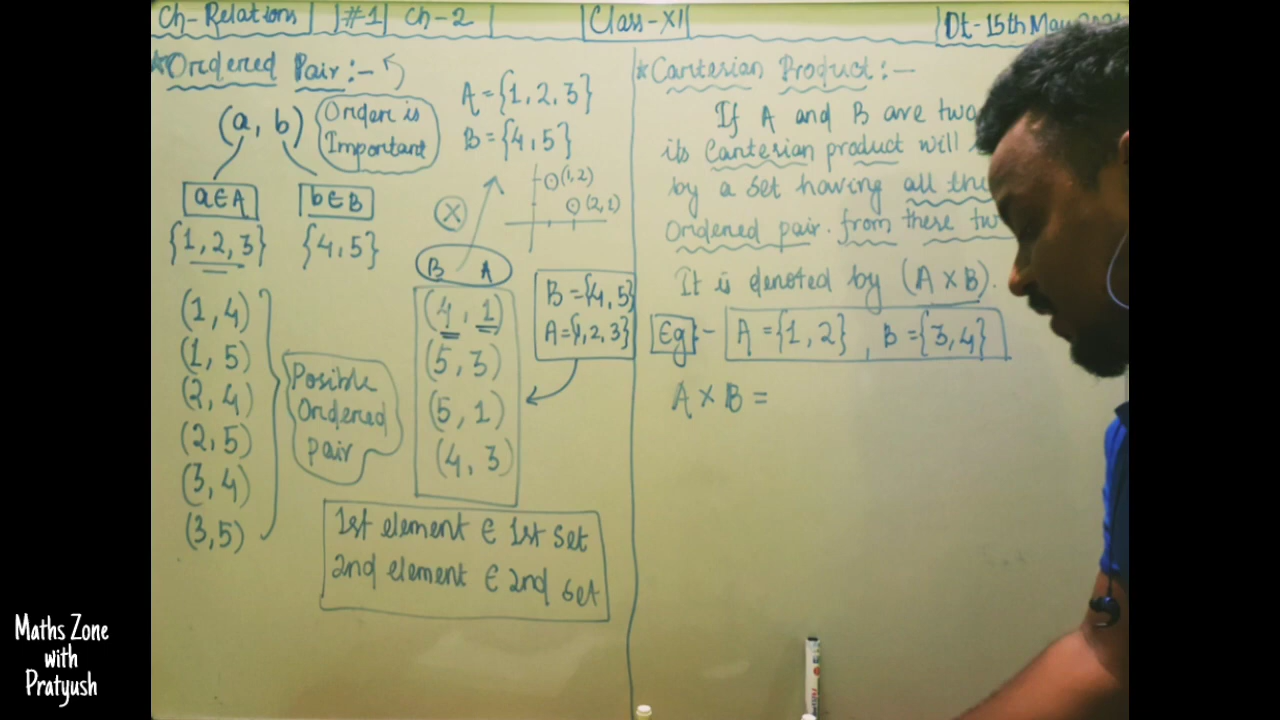 Ch-Relations #1 Ch-2 Class-XI Dt-15th May
*Ordered Pair:-
(a, b)
Order is
Important
a∈A b∈B
{1, 2, 3} {4, 5}
(1, 4)
(1, 5)
(2, 4)
(2, 5)
(3, 4)
(3, 5)
Posible
Ordered
pair
A = {1, 2, 3}
B = {4, 5}
(1, 2)
(2, 1)
X
B A
(4, 1)
(5, 3)
(5, 1)
(4, 3)
B = {4, 5}
A = {1, 2, 3}
1st element ∈ 1st Set
2nd element ∈ 2nd Set
*Cartesian Product:-
If A and B are two
its Cartesian product will
by a set having all the
Ordered pair. from these tw
It is denoted by (A × B).
Eg:- A = {1, 2}, B = {3, 4}
A × B =
Maths Zone
with
Pratyush